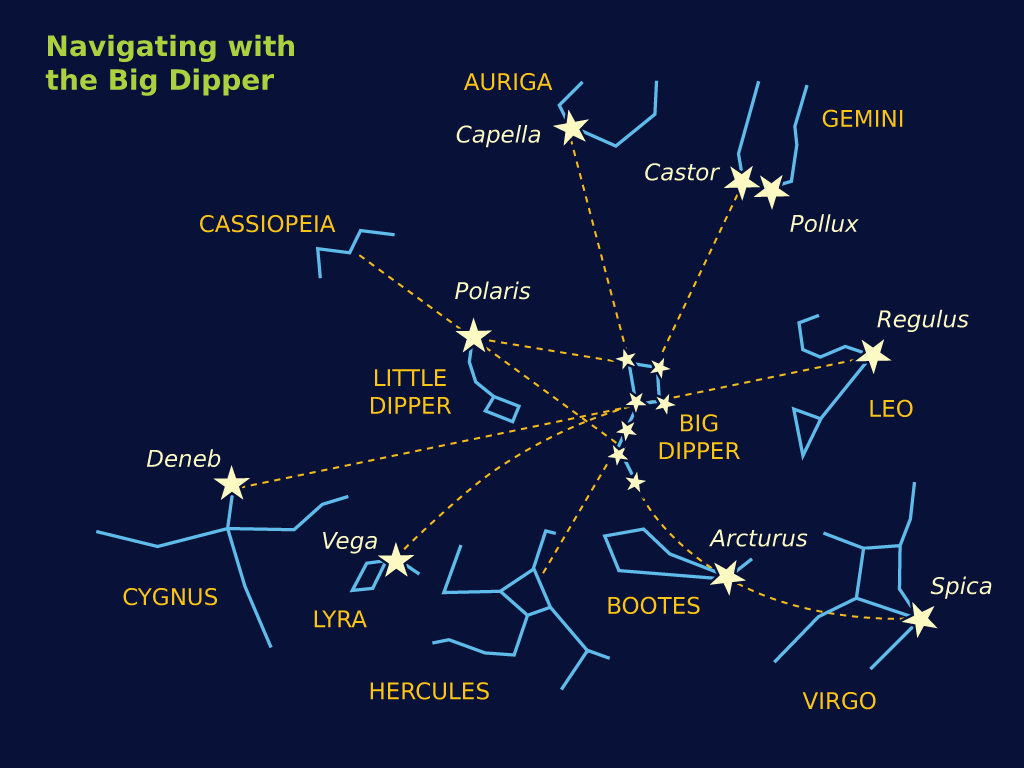 Navigating with
the Big Dipper
AURIGA
Capella
GEMINI
Castor
Pollux
CASSIOPEIA
Polaris
Regulus
LITTLE
DIPPER
LEO
BIG
DIPPER
Deneb
Vega
Arcturus
Spica
CYGNUS
LYRA
BOOTES
HERCULES
VIRGO